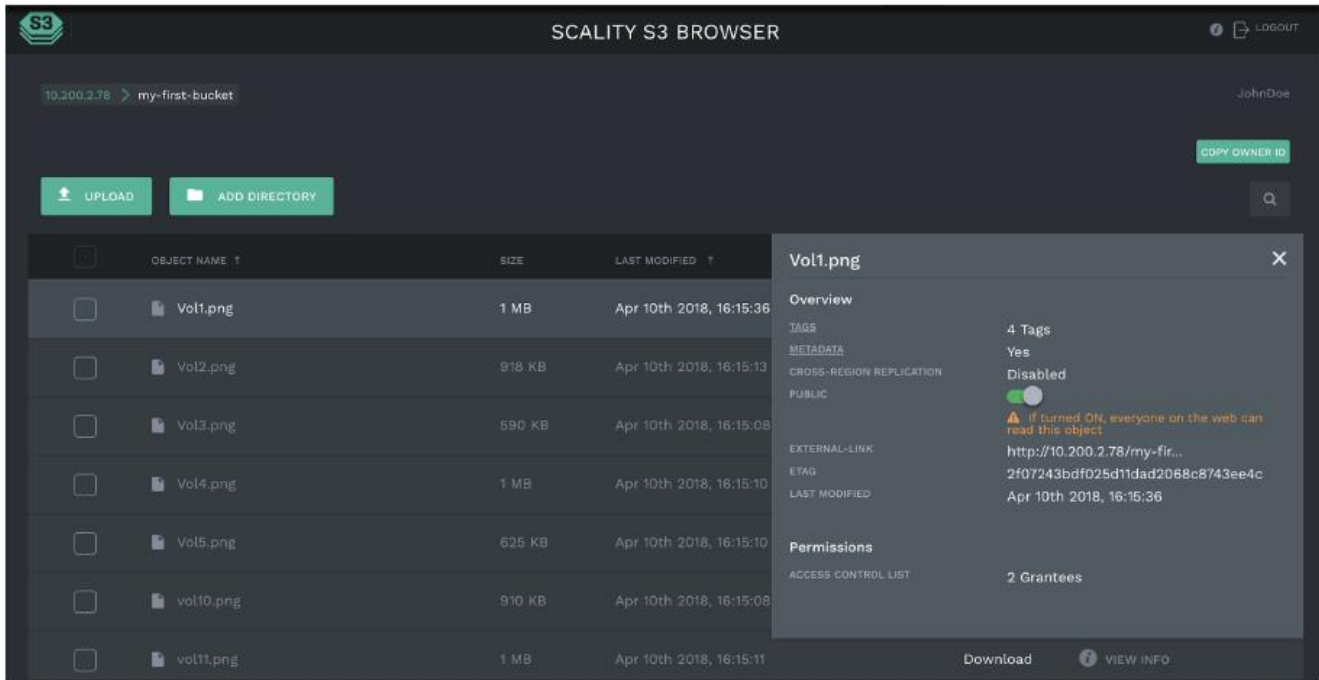 S3
SCALITY S3 BROWSER
LOGOUT
10.200.2.78 > my-first-bucket
JohnDoe
COPY OWNER ID
UPLOAD
ADD DIRECTORY
OBJECT NAME ↑ SIZE LAST MODIFIED ↑
Vol1.png 1 MB Apr 10th 2018, 16:15:36
Vol2.png 918 KB Apr 10th 2018, 16:15:13
Vol3.png 590 KB Apr 10th 2018, 16:15:08
Vol4.png 1 MB Apr 10th 2018, 16:15:10
Vol5.png 625 KB Apr 10th 2018, 16:15:10
vol10.png 910 KB Apr 10th 2018, 16:15:08
vol11.png 1 MB Apr 10th 2018, 16:15:11
Vol1.png
Overview
TAGS 4 Tags
METADATA Yes
CROSS-REGION REPLICATION Disabled
PUBLIC
If turned ON, everyone on the web can
read this object
EXTERNAL-LINK http://10.200.2.78/my-fir...
ETAG 2f07243bdf025d11dad2068c8743ee4c
LAST MODIFIED Apr 10th 2018, 16:15:36
Permissions
ACCESS CONTROL LIST 2 Grantees
Download VIEW INFO